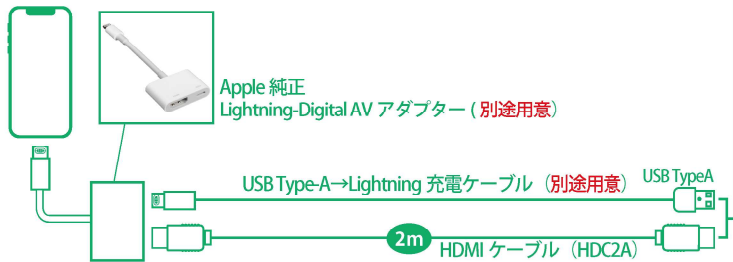 Apple 純正
Lightning-Digital AV アダプター ( 別途用意）
USB Type-A→Lightning 充電ケーブル（別途用意）
USB TypeA
2m
HDMI ケーブル（HDC2A）